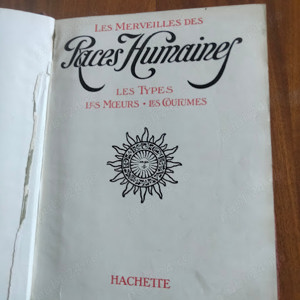 LES MERVEILLES DES
Races Humaines
LES TYPES
LES MŒURS • LES COUTUMES
HACHETTE